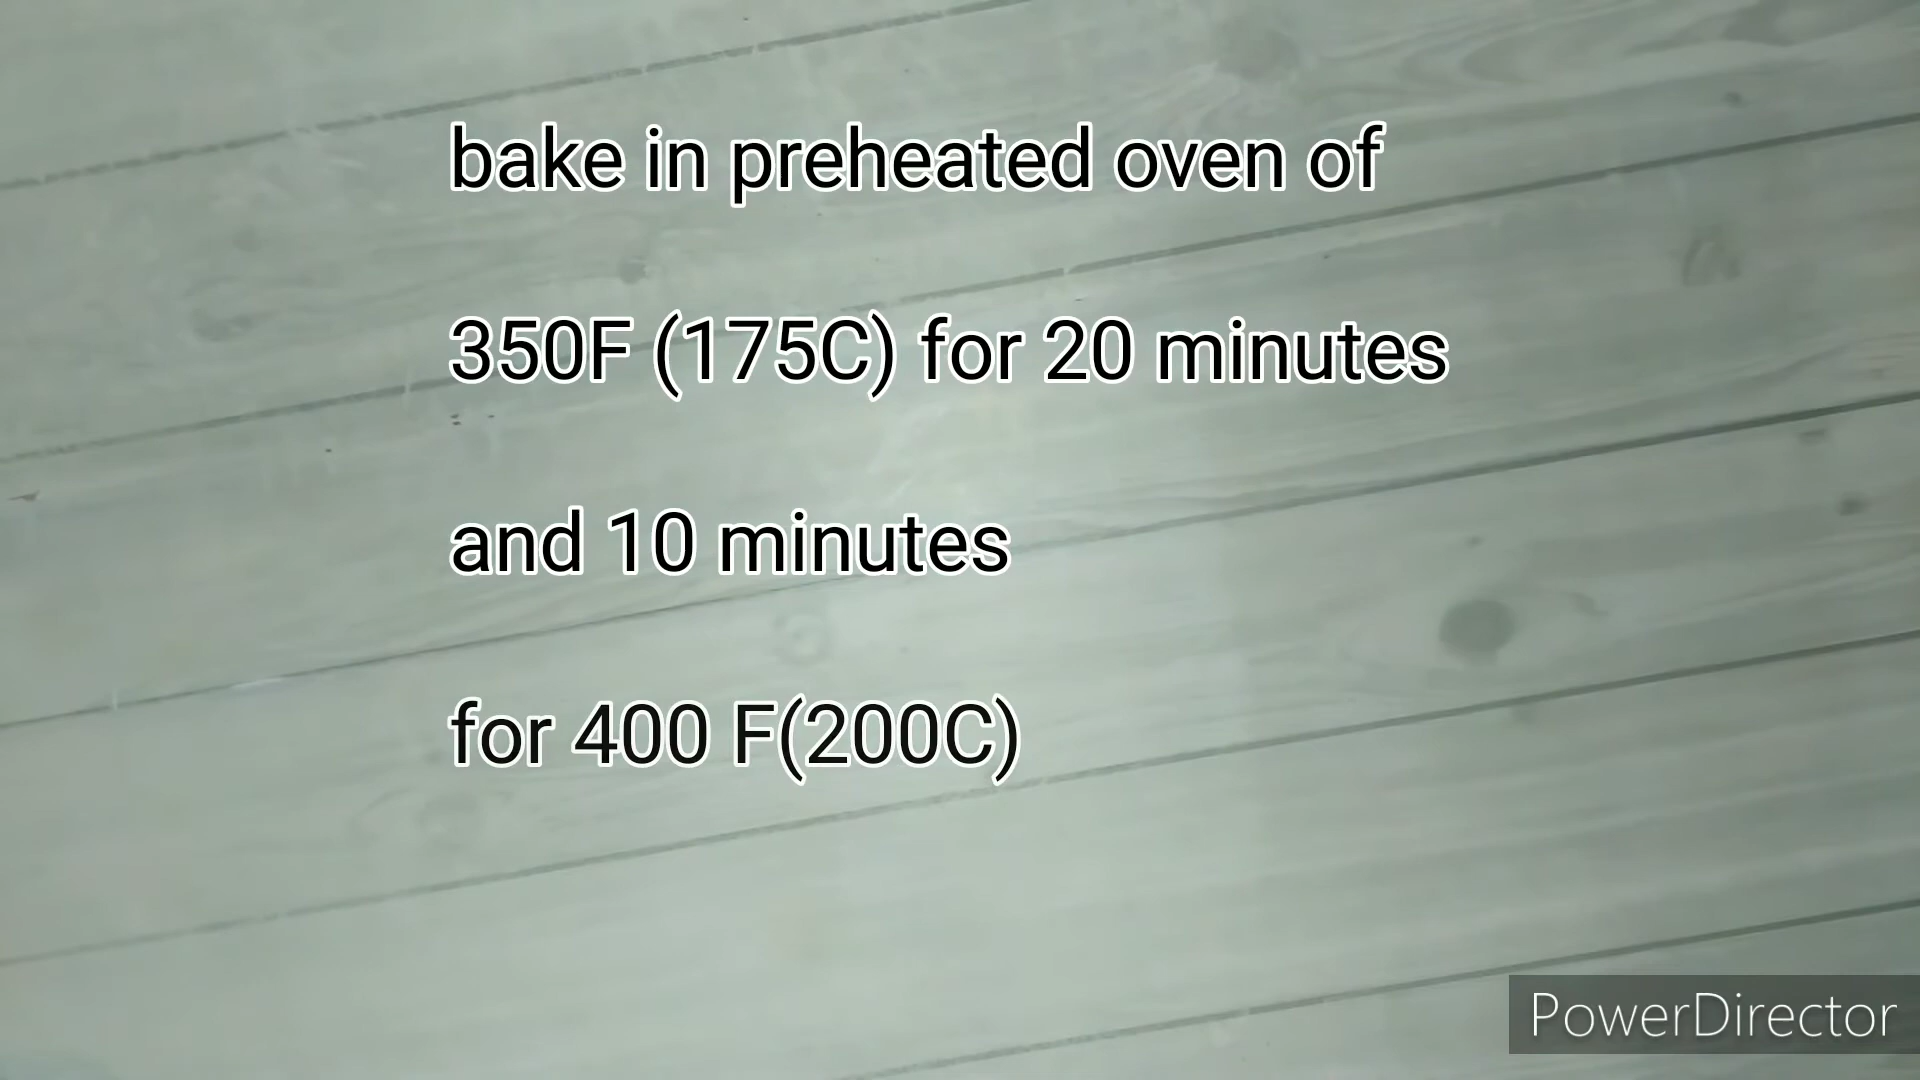 bake in preheated oven of
350F (175C) for 20 minutes
and 10 minutes
for 400 F(200C)
PowerDirector